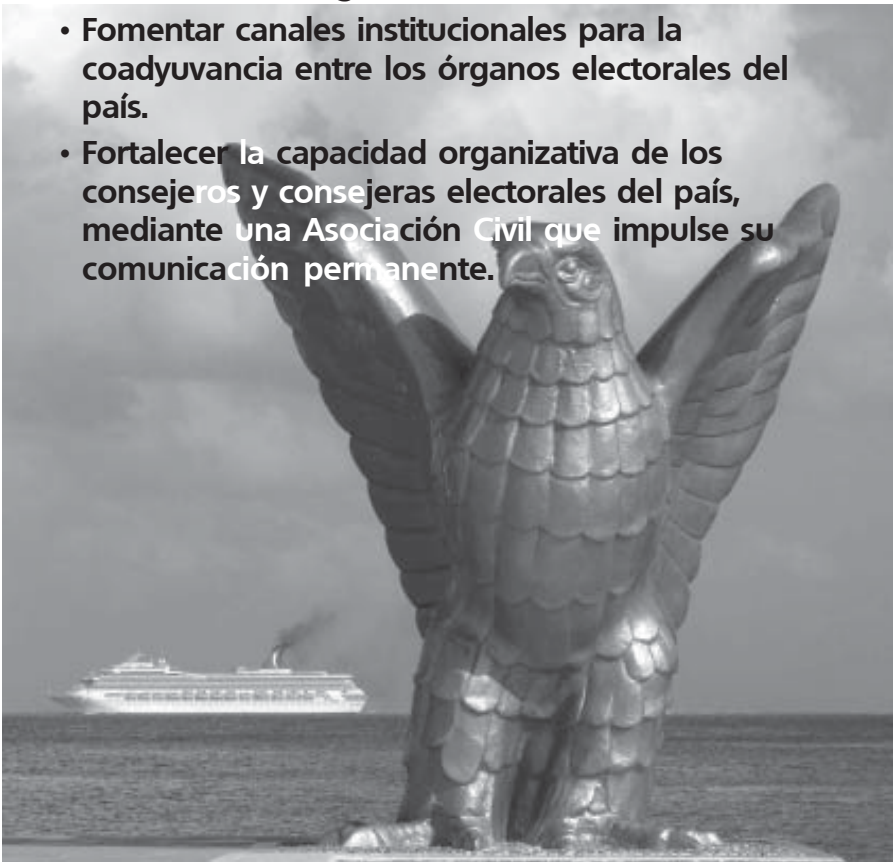 • Fomentar canales institucionales para la
coadyuvancia entre los órganos electorales del
país.
• Fortalecer la capacidad organizativa de los
consejeros y consejeras electorales del país,
mediante una Asociación Civil que impulse su
comunicación permanente.